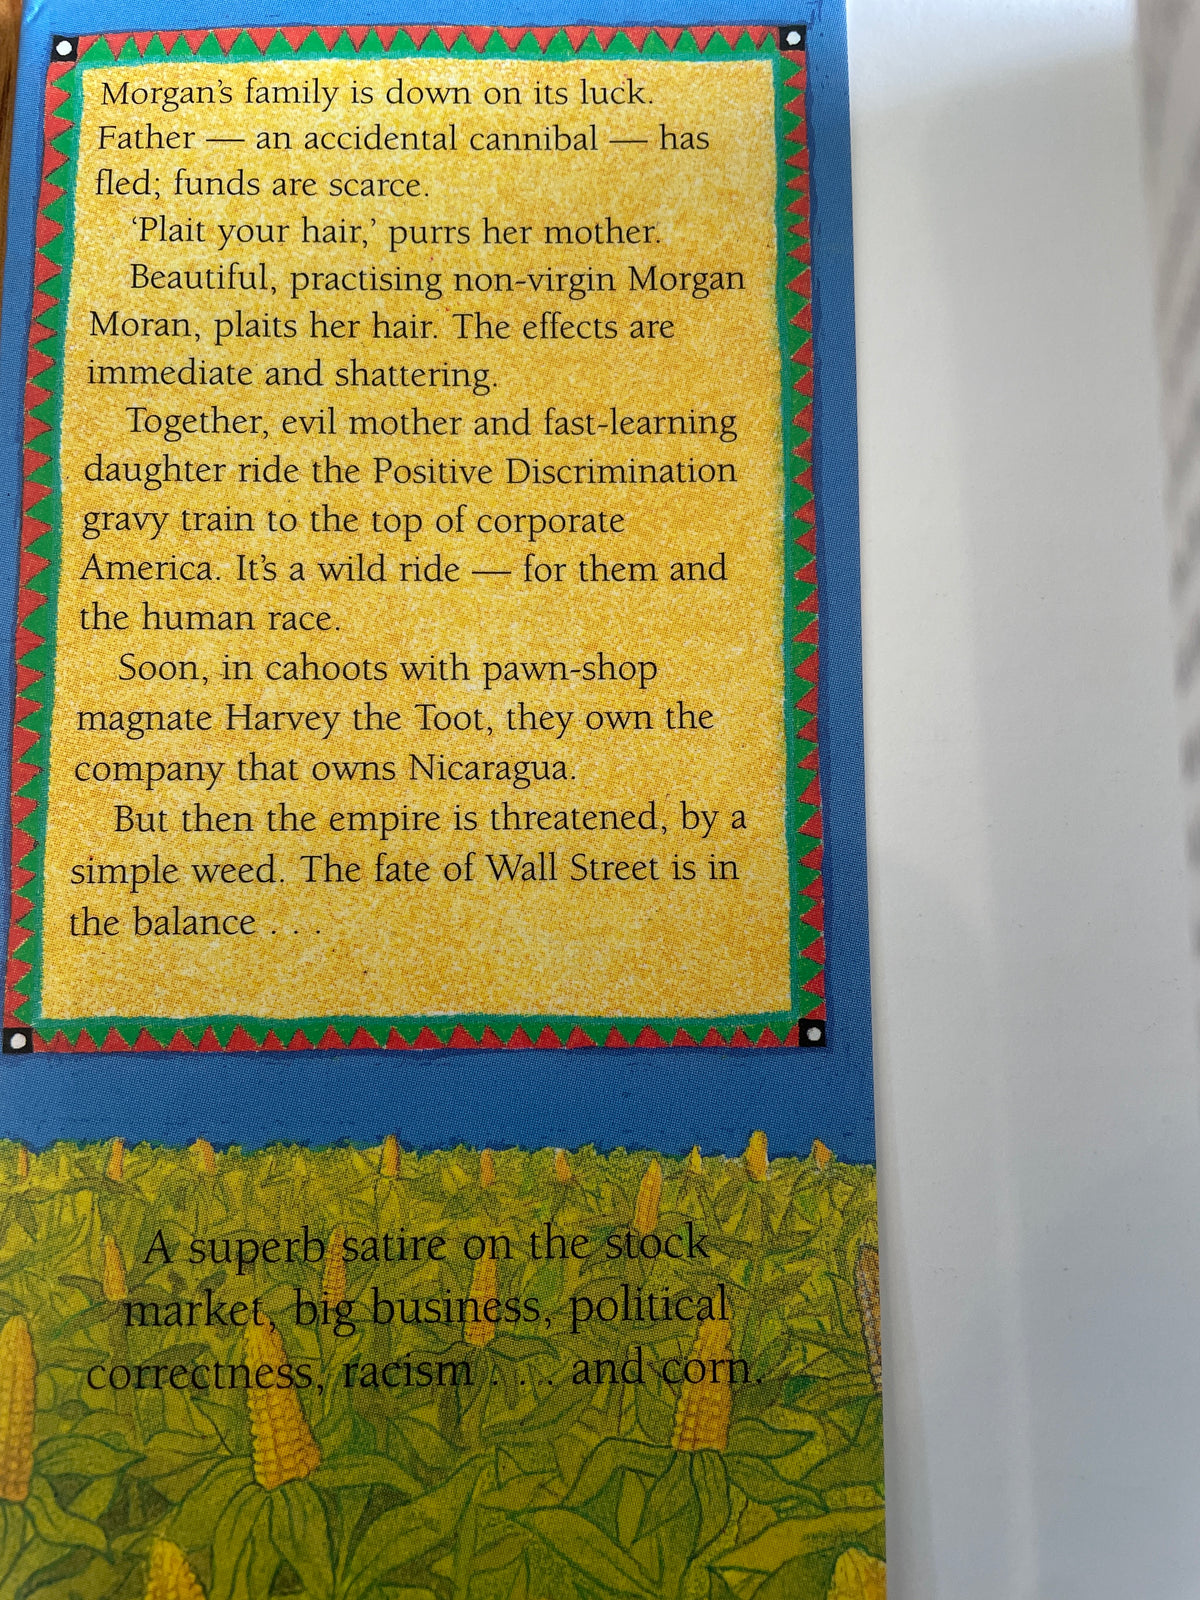 Morgan's family is down on its luck.
Father — an accidental cannibal — has
fled; funds are scarce.
‘Plait your hair,’ purrs her mother.
Beautiful, practising non-virgin Morgan
Moran, plaits her hair. The effects are
immediate and shattering.
Together, evil mother and fast-learning
daughter ride the Positive Discrimination
gravy train to the top of corporate
America. It's a wild ride — for them and
the human race.
Soon, in cahoots with pawn-shop
magnate Harvey the Toot, they own the
company that owns Nicaragua.
But then the empire is threatened, by a
simple weed. The fate of Wall Street is in
the balance . . .
A superb satire on the stock
market, big business, political
correctness, racism . . . and corn.